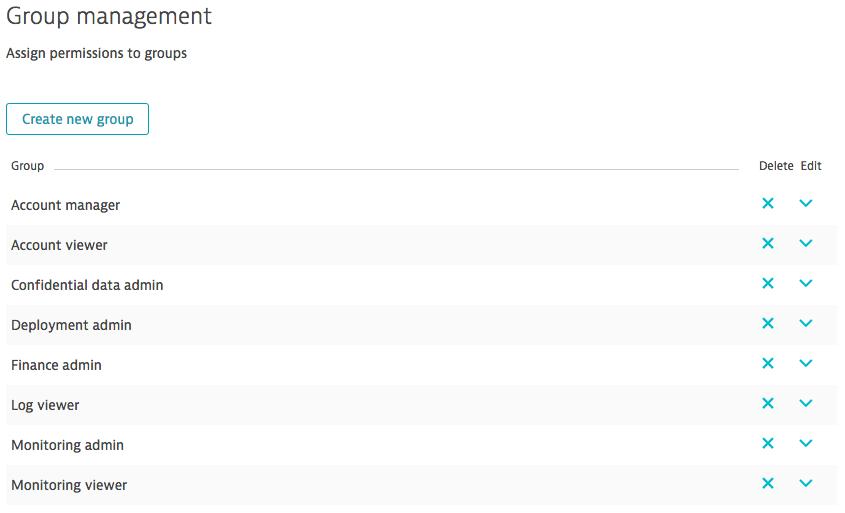 Group management
Assign permissions to groups
Create new group
Group Delete Edit
Account manager
Account viewer
Confidential data admin
Deployment admin
Finance admin
Log viewer
Monitoring admin
Monitoring viewer